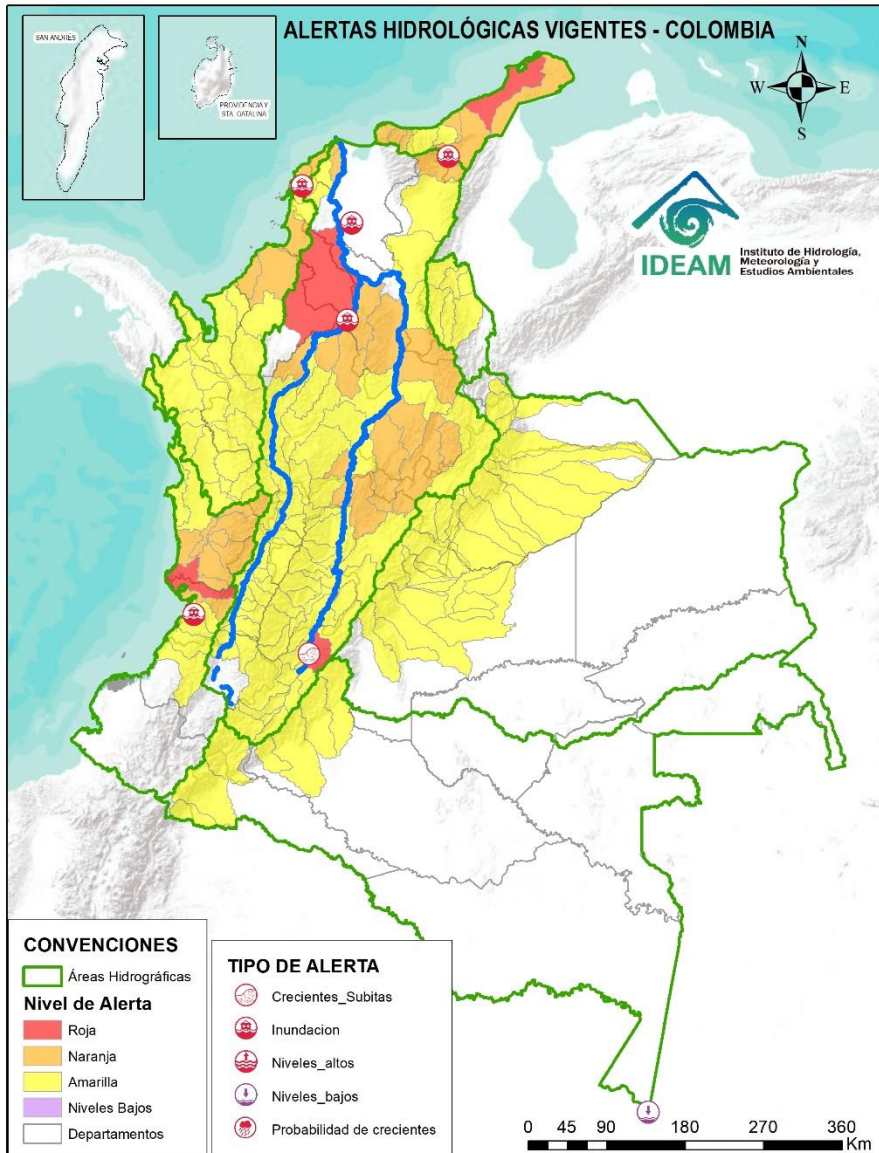 ALERTAS HIDROLÓGICAS VIGENTES - COLOMBIA
SAN ANDRÉS
PROVIDENCIA Y
STA. CATALINA
N
W
E
S
IDEAM
Instituto de Hidrología,
Meteorología y
Estudios Ambientales
CONVENCIONES
Áreas Hidrográficas
Nivel de Alerta
Roja
Naranja
Amarilla
Niveles Bajos
Departamentos
TIPO DE ALERTA
Crecientes_Subitas
Inundacion
Niveles_altos
Niveles_bajos
Probabilidad de crecientes
0 45 90 180 270 360
Km